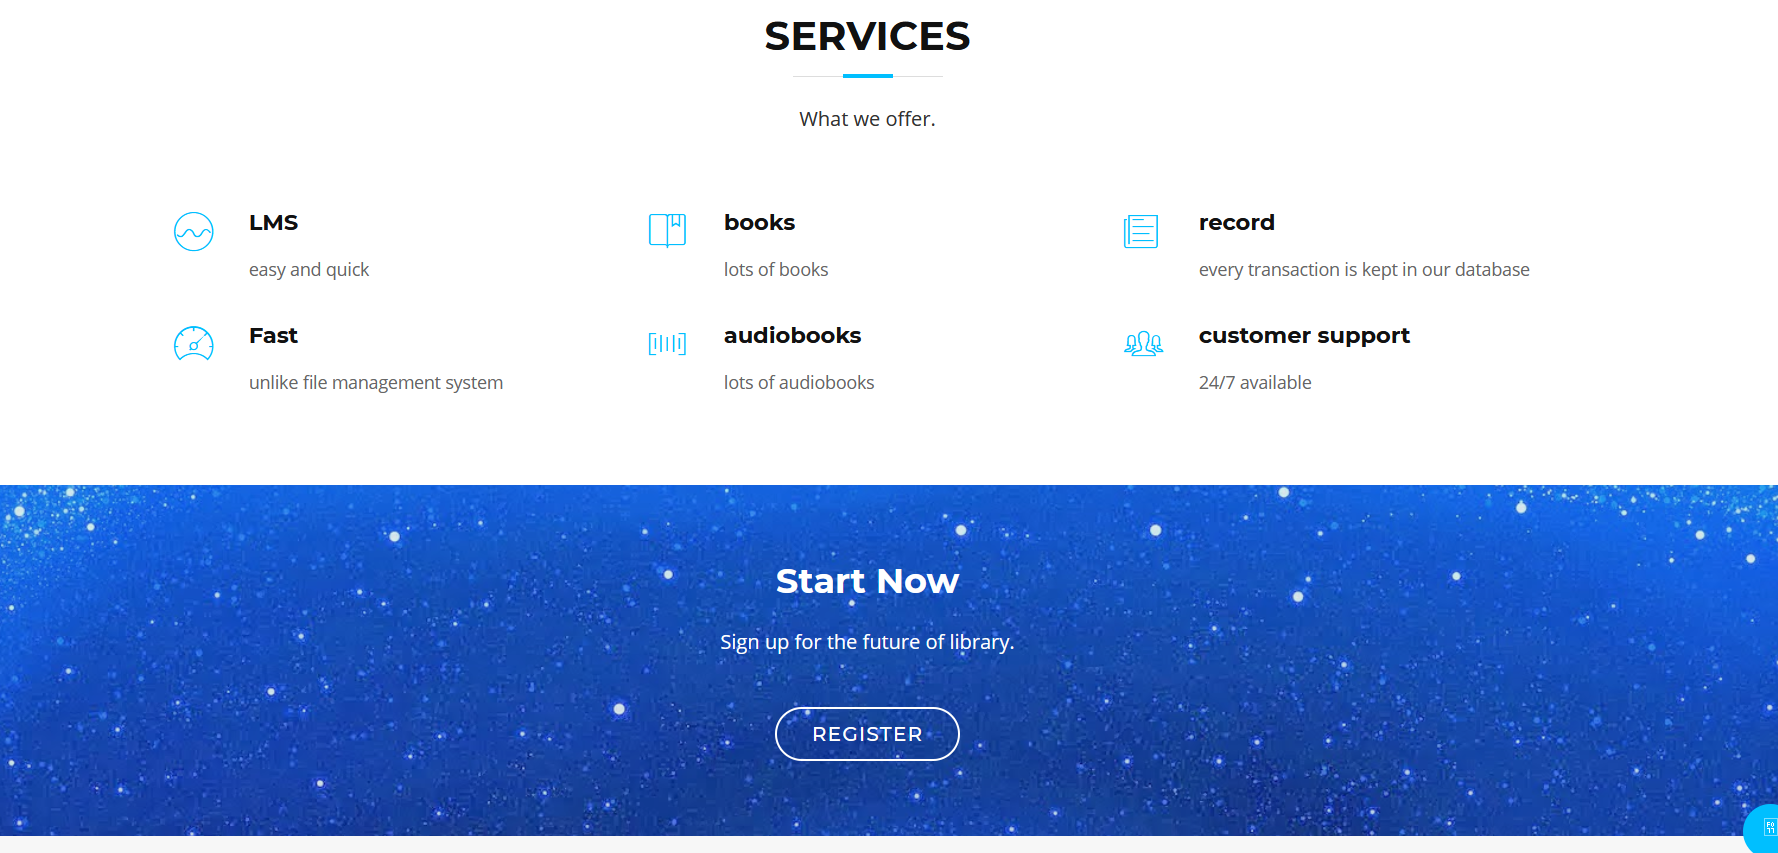 SERVICES
What we offer.
LMS
easy and quick
books
lots of books
record
every transaction is kept in our database
Fast
unlike file management system
audiobooks
lots of audiobooks
customer support
24/7 available
Start Now
Sign up for the future of library.
REGISTER